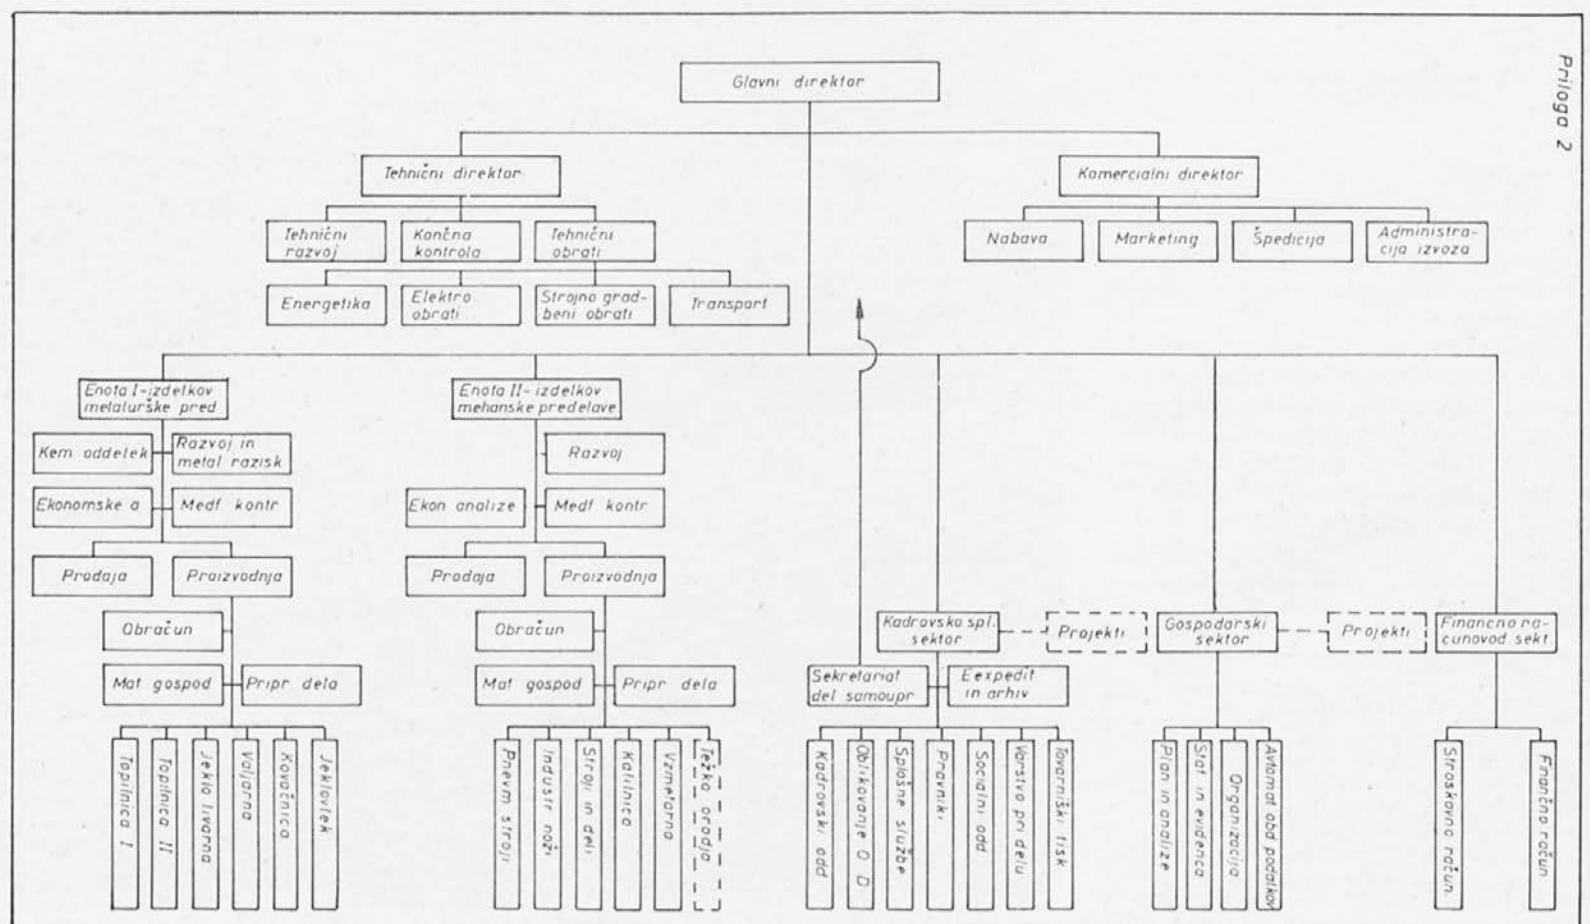 Priloga 2
Glavni direktor
Tehnični direktor
Komercialni direktor
Tehnični
razvoj
Končna
kontrola
Tehnični
obrati
Nabava
Marketing
Špedicija
Administra-
cija izvoza
Energetika
Elektro
obrati
Strojno grad-
beni obrati
Transport
Enota I-izdelkov
metalurške pred
Enota II-izdelkov
mehanske predelave
Kem oddelek
Razvoj in
metal razisk
Razvoj
Ekonomske a
Medf kontr
Ekon analize
Medf kontr
Prodaja
Proizvodnja
Prodaja
Proizvodnja
Obračun
Obračun
Kadrovsko spl.
sektor
Projekti
Gospodarski
sektor
Projekti
Finančno ra-
čunovod. sekt.
Mat gospod
Pripr dela
Mat gospod
Pripr dela
Sekretariat
del samoupr
Eexpedit
in arhiv
Topilnica I
Topilnica II
Jeklo livarna
Valjarna
Kovačnica
Jeklovlek
Pnevm stroji
Industr noži
Stroji in deli
Kalilnica
Vzmetarna
Težka orodja
Kadrovski odd
Oblikovanje O D
Splošne službe
Pravniki
Socialni odd
Varstvo pri delu
Tovarniški tisk
Plan in analize
Stat in evidenca
Organizacija
Avtomat obd podatkov
Stroskovno račun.
Finančno račun